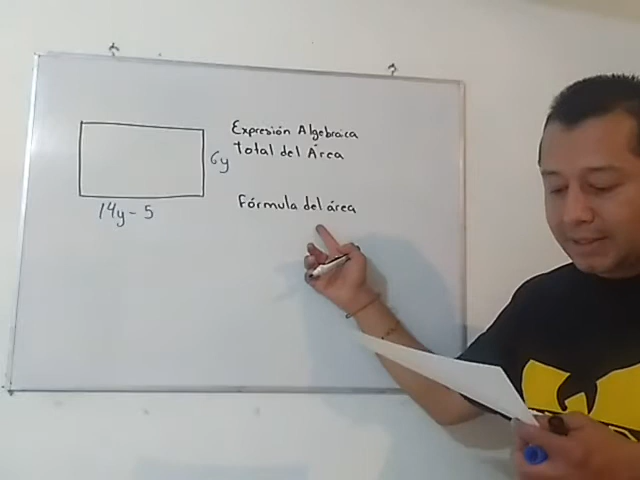 Expresión Algebraica
Total del Área
6y
14y - 5
Fórmula del área